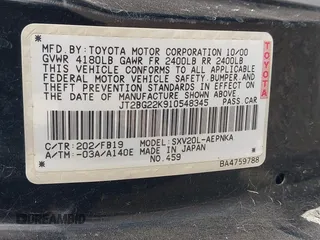 MFD. BY: TOYOTA MOTOR CORPORATION 10/00
GVWR 4180LB GAWR FR 2400LB RR 2400LB
THIS VEHICLE CONFORMS TO ALL APPLICABLE
FEDERAL MOTOR VEHICLE SAFETY, BUMPER, AND
THEFT PREVENTION STANDARDS IN EFFECT ON
THE DATE OF MANUFACTURE SHOWN ABOVE.
JT2BG22K910548345
PASS. CAR
C/TR: 202/FB19 MODEL: SXV20L-AEPNKA
A/TM: -03A/A140E MADE IN JAPAN
NO.459
BA4759788
TOYOTA
AUTOBIDMAP